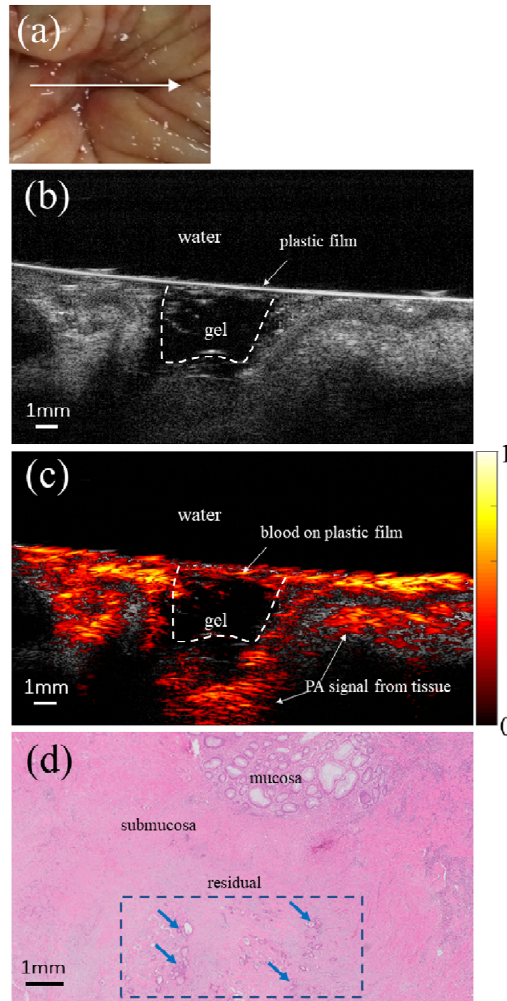 (a)
(b)
water
plastic film
gel
1mm
(c)
1
water
blood on plastic film
gel
PA signal from tissue
1mm
0
(d)
mucosa
submucosa
residual
1mm